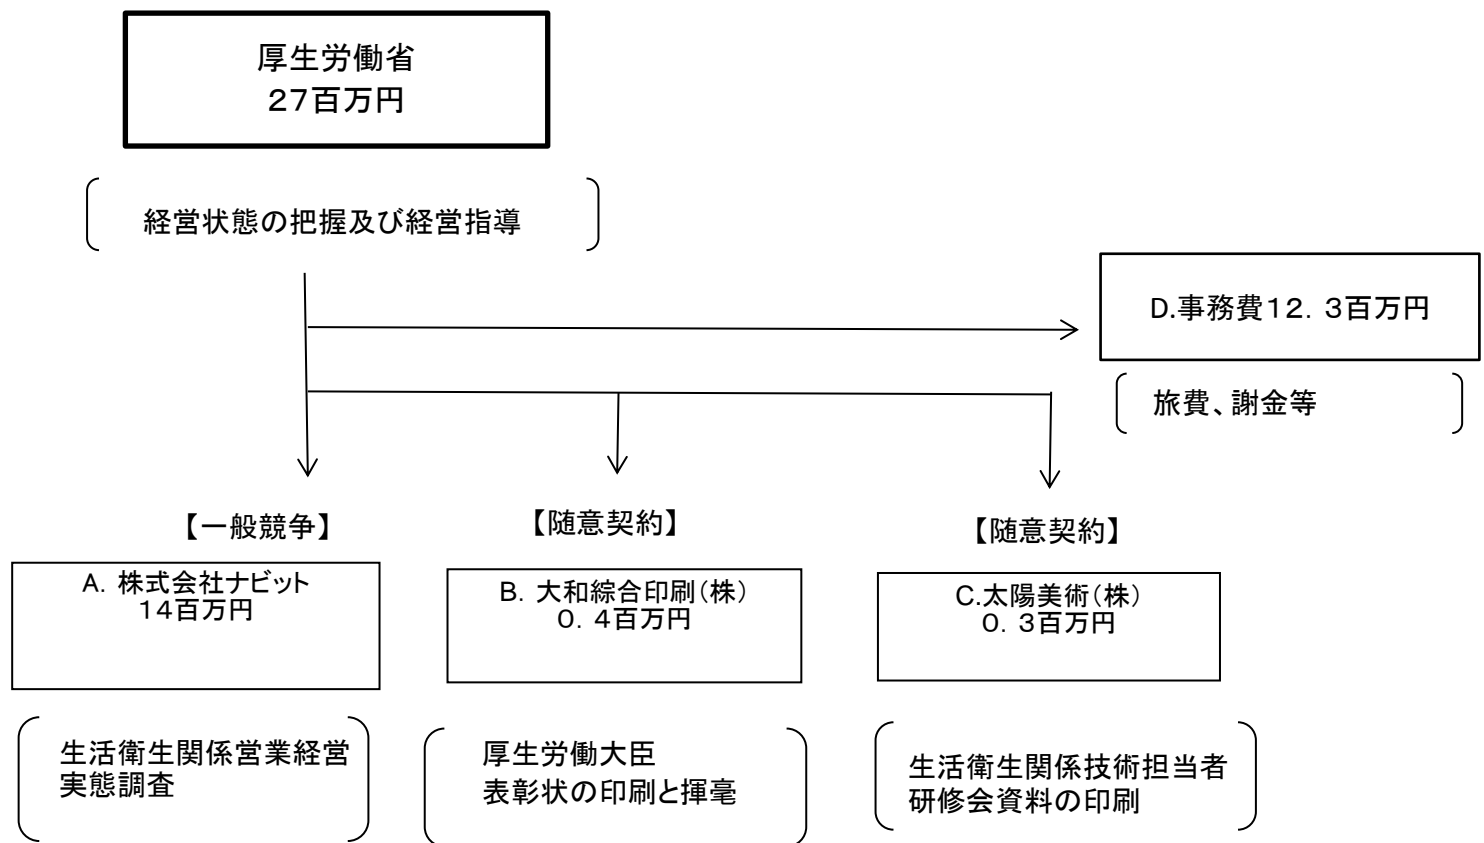 厚生労働省
27百万円
経営状態の把握及び経営指導
D.事務費12.3百万円
旅費、謝金等
【一般競争】
【随意契約】
【随意契約】
A. 株式会社ナビット
14百万円
B. 大和綜合印刷(株)
0.4百万円
C.太陽美術(株)
0.3百万円
生活衛生関係営業経営
実態調査
厚生労働大臣
表彰状の印刷と揮毫
生活衛生関係技術担当者
研修会資料の印刷